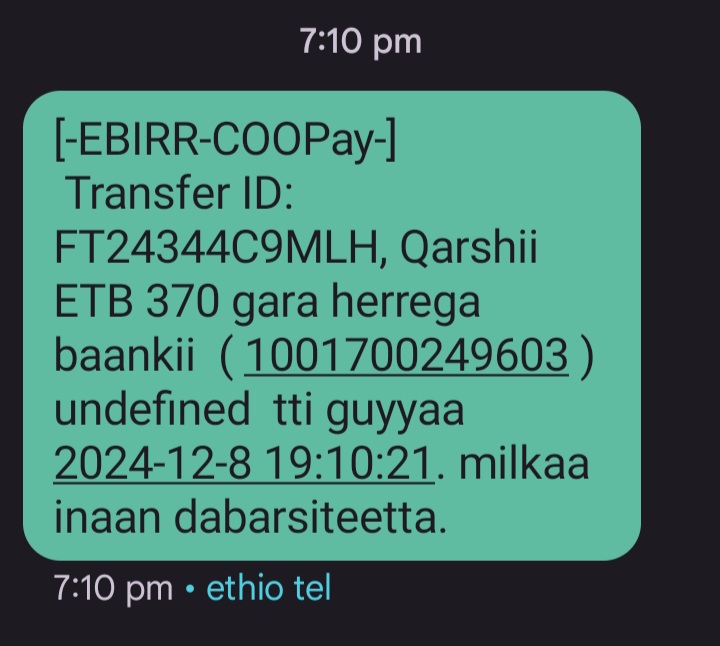 7:10 pm
[-EBIRR-COOPay-]
Transfer ID:
FT24344C9MLH, Qarshii
ETB 370 gara herrega
baankii ( 1001700249603 )
undefined tti guyyaa
2024-12-8 19:10:21. milkaa
inaan dabarsiteetta.
7:10 pm • ethio tel